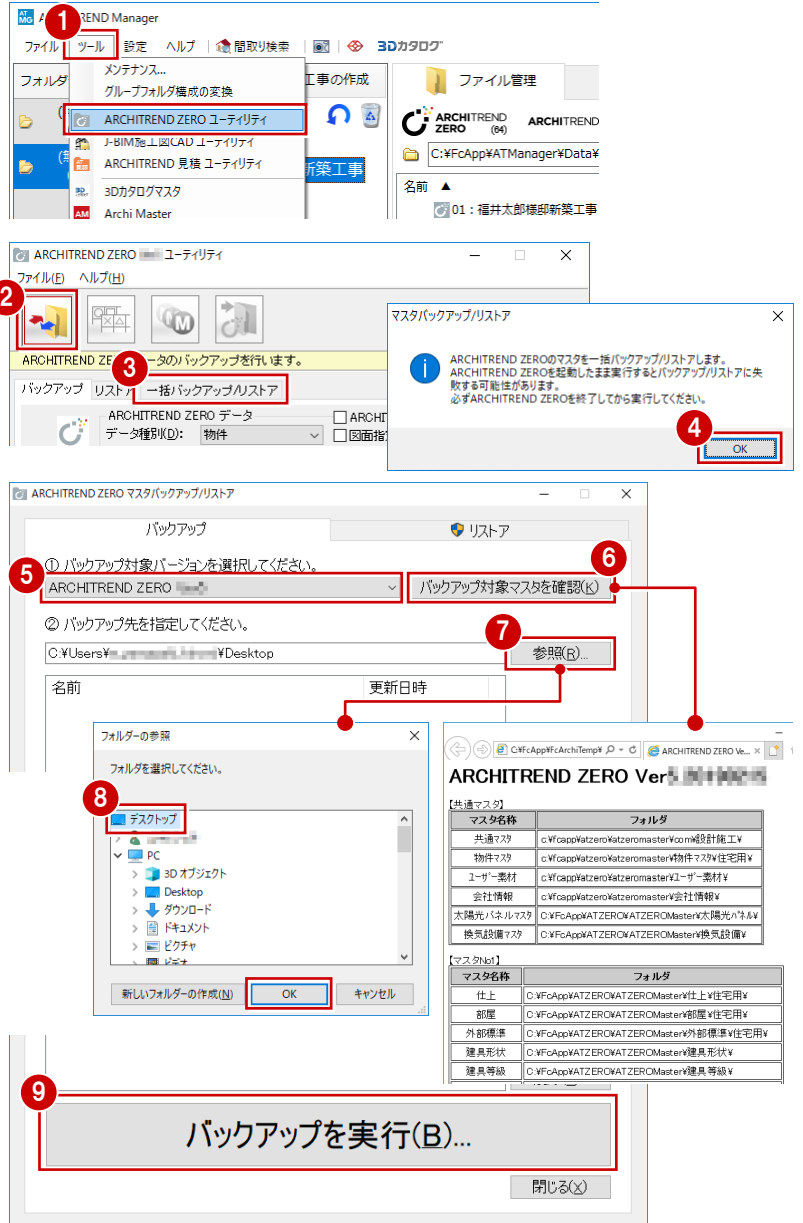 1
REND Manager
ファイル ツール 設定 ヘルプ 間取り検索 3Dカタログ
メンテナンス...
グループフォルダ構成の変換
ARCHITREND ZERO ユーティリティ
J-BIM施工図CAD ユーティリティ
ARCHITREND 見積 ユーティリティ
3Dカタログマスタ
Archi Master
フォルダ
工事の作成
新築工事
ファイル管理
ARCHITREND ZERO (64) ARCHITREND
C:¥FcApp¥ATManager¥Data¥
名前 ▲
01：福井太郎様邸新築工事
ARCHITREND ZERO ユーティリティ
ファイル(F) ヘルプ(H)
2
ARCHITREND ZE ータのバックアップを行います。
3
バックアップ リストア 一括バックアップ/リストア
ARCHITREND ZERO データ
データ種別(D): 物件
ARCHIT
図面指
マスタバックアップ/リストア
ARCHITREND ZEROのマスタを一括バックアップ/リストアします。
ARCHITREND ZEROを起動したまま実行するとバックアップ/リストアに失
敗する可能性があります。
必ずARCHITREND ZEROを終了してから実行してください。
4
OK
ARCHITREND ZERO マスタバックアップ/リストア
バックアップ リストア
① バックアップ対象バージョンを選択してください。
5
ARCHITREND ZERO
6
バックアップ対象マスタを確認(K)
② バックアップ先を指定してください。
C:¥Users¥ ¥Desktop
7
参照(R)...
名前 更新日時
フォルダーの参照
フォルダを選択してください。
8
デスクトップ
PC
3D オブジェクト
Desktop
ダウンロード
ドキュメント
ピクチャ
ビデオ
新しいフォルダーの作成(N) OK キャンセル
C:¥FcApp¥FcArchiTemp¥ ARCHITREND ZERO Ve...
ARCHITREND ZERO Ver
【共通マスタ】
マスタ名称 フォルダ
共通マスタ c:¥fcapp¥atzero¥atzeromaster¥com¥設計施工¥
物件マスタ c:¥fcapp¥atzero¥atzeromaster¥物件マスタ¥住宅用¥
ユーザー素材 c:¥fcapp¥atzero¥atzeromaster¥ユーザー素材¥
会社情報 c:¥fcapp¥atzero¥atzeromaster¥会社情報¥
太陽光パネルマスタ C:¥FcApp¥ATZERO¥ATZEROMaster¥太陽光パネル¥
換気設備マスタ C:¥FcApp¥ATZERO¥ATZEROMaster¥換気設備¥
【マスタNo1】
マスタ名称 フォルダ
仕上 C:¥FcApp¥ATZERO¥ATZEROMaster¥仕上¥住宅用¥
部屋 C:¥FcApp¥ATZERO¥ATZEROMaster¥部屋¥住宅用¥
外部標準 C:¥FcApp¥ATZERO¥ATZEROMaster¥外部標準¥住宅用¥
建具形状 C:¥FcApp¥ATZERO¥ATZEROMaster¥建具形状¥
建具等級 C:¥FcApp¥ATZERO¥ATZEROMaster¥建具等級¥
9
バックアップを実行(B)...
閉じる(X)